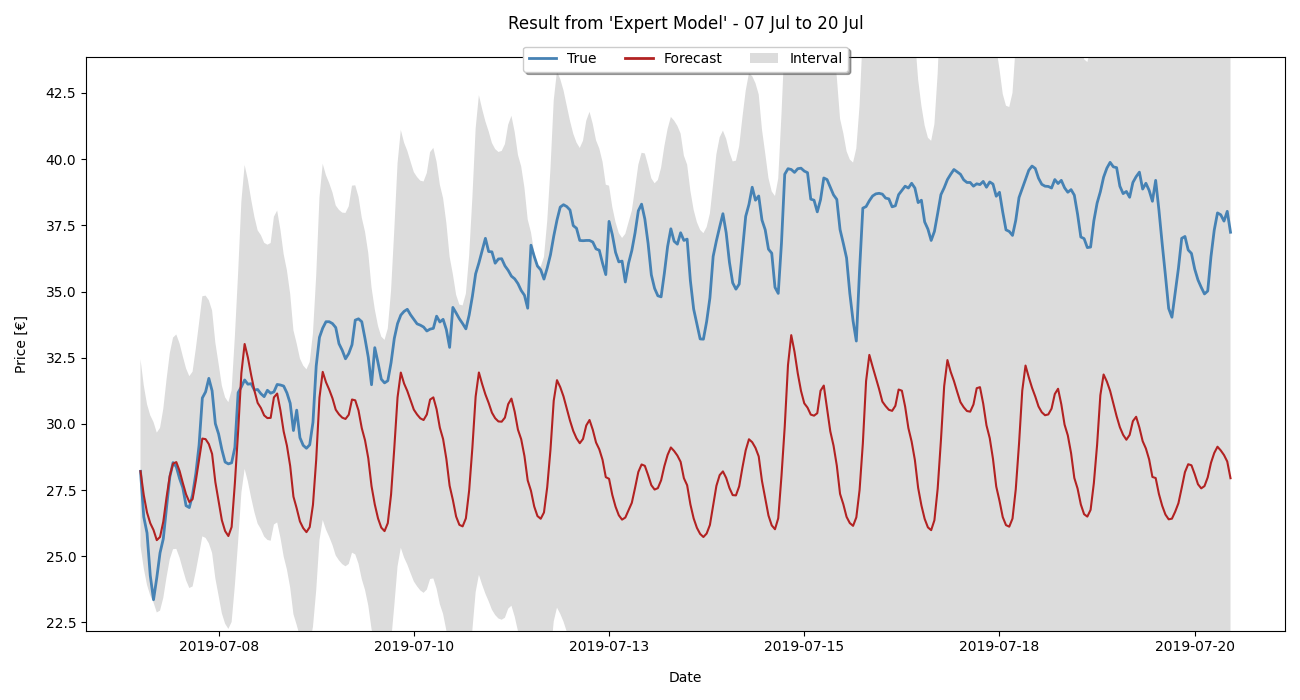 Result from 'Expert Model' - 07 Jul to 20 Jul
True Forecast Interval
42.5
40.0
37.5
35.0
32.5
30.0
27.5
25.0
22.5
Price [€]
2019-07-08 2019-07-10 2019-07-13 2019-07-15 2019-07-18 2019-07-20
Date